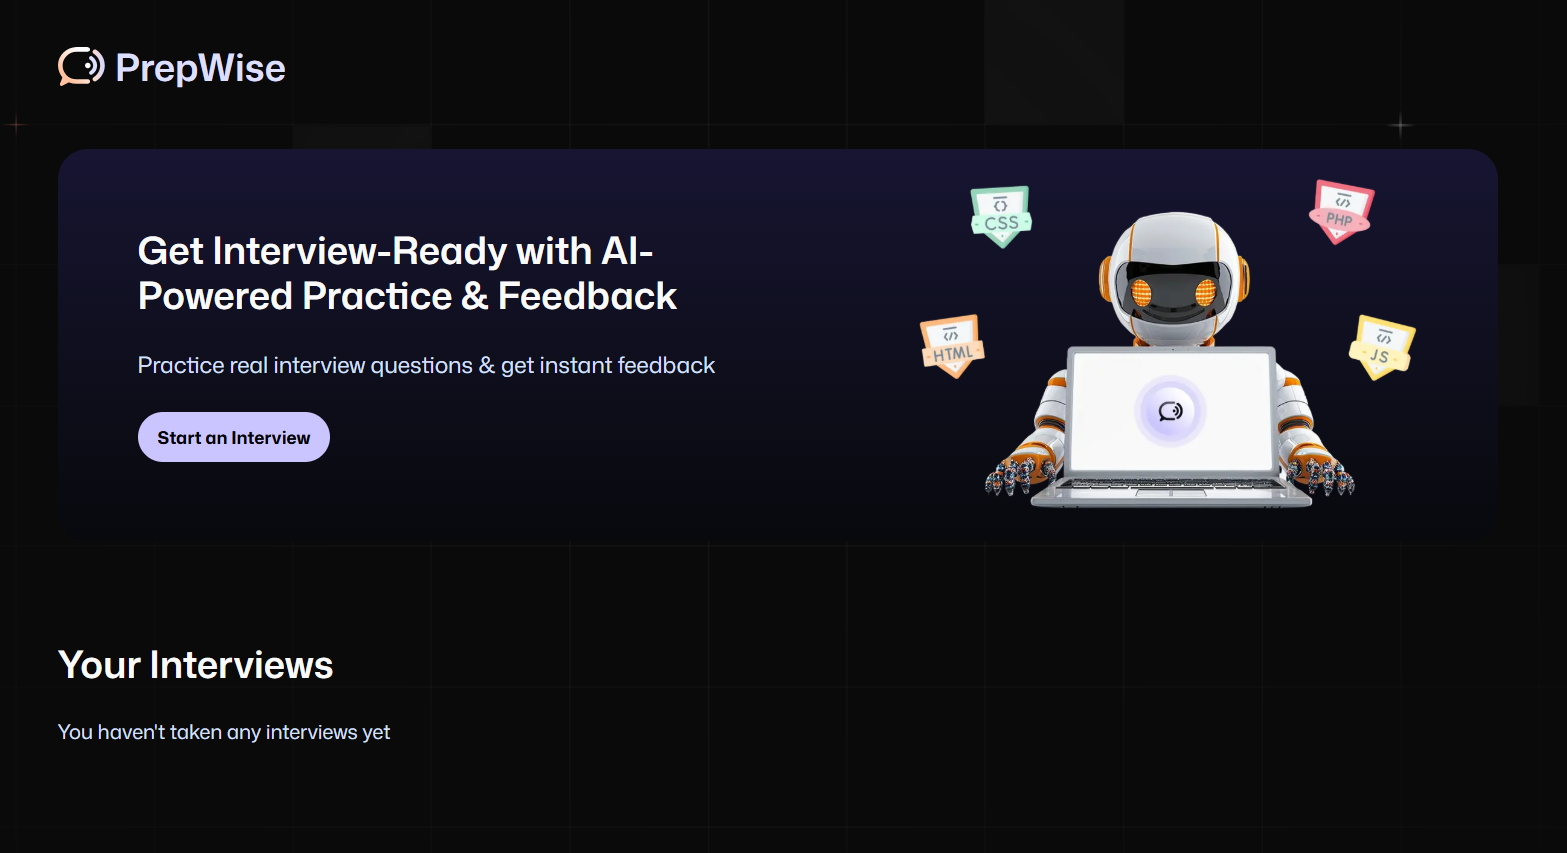 PrepWise
Get Interview-Ready with AI-
Powered Practice & Feedback
Practice real interview questions & get instant feedback
Start an Interview
CSS
PHP
HTML
JS
Your Interviews
You haven't taken any interviews yet